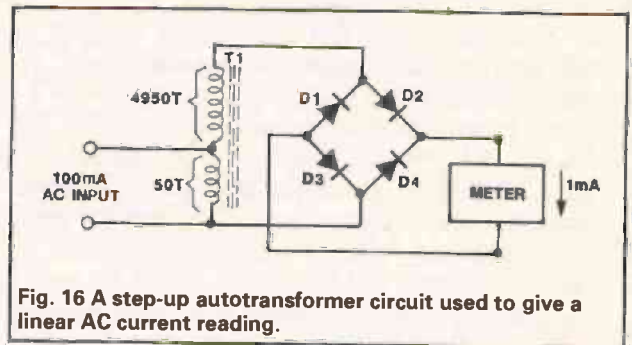 T1
4950T
D1
D2
100mA
AC INPUT
50T
D3
D4
METER
1mA
Fig. 16 A step-up autotransformer circuit used to give a
linear AC current reading.